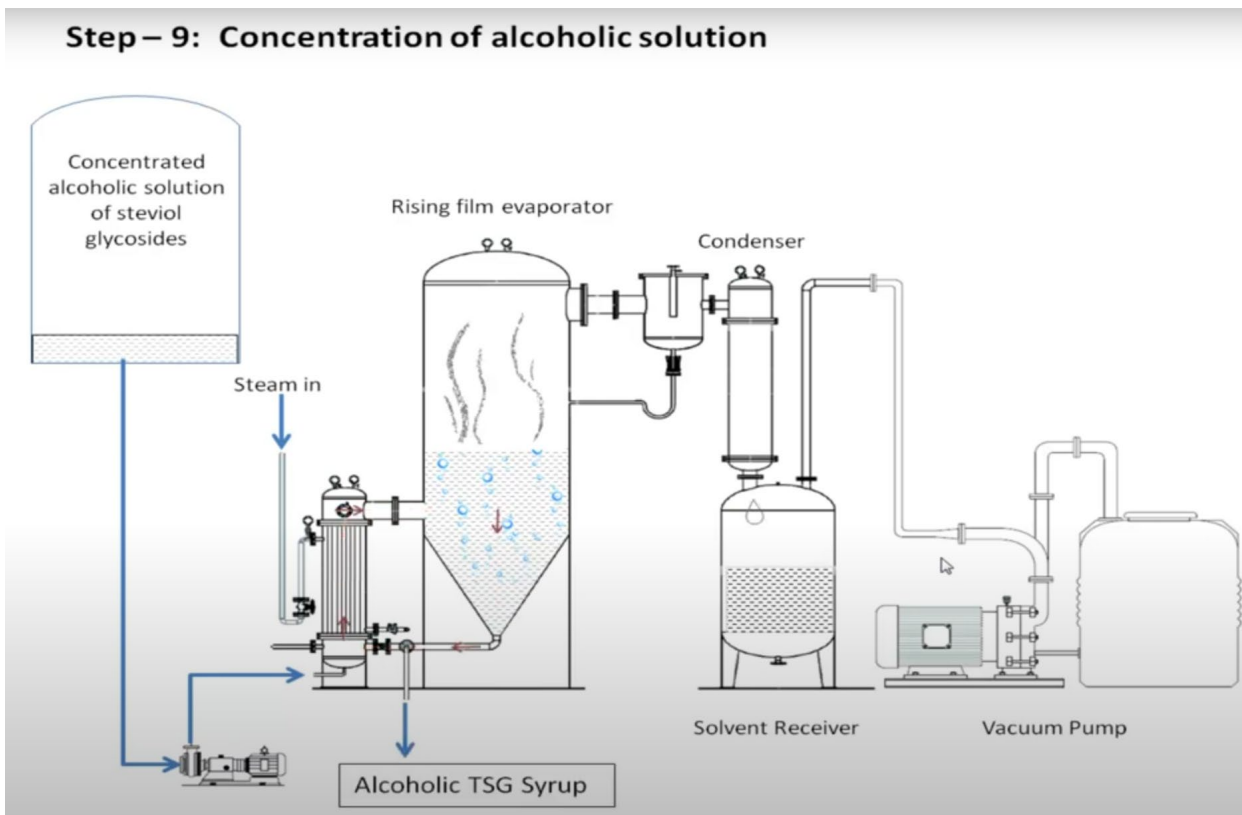 Step – 9: Concentration of alcoholic solution
Concentrated
alcoholic solution
of steviol
glycosides
Rising film evaporator
Condenser
Steam in
Solvent Receiver
Vacuum Pump
Alcoholic TSG Syrup